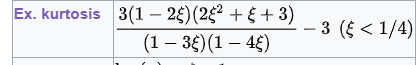 Ex. kurtosis 3(1 − 2ξ)(2ξ² + ξ + 3) / (1 − 3ξ)(1 − 4ξ) − 3 (ξ < 1/4)